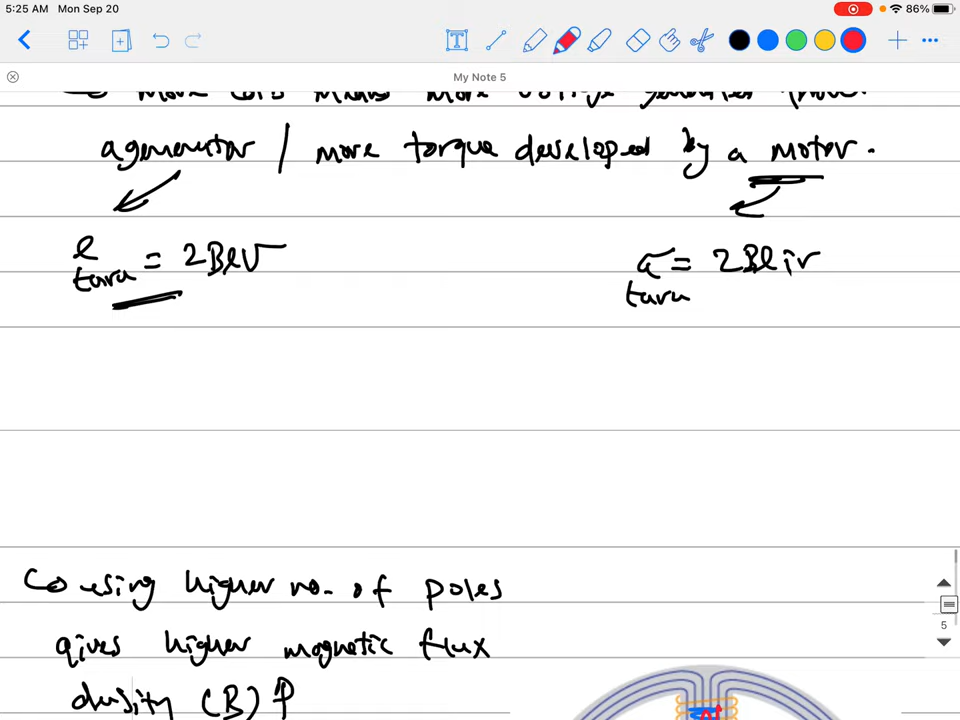 5:25 AM Mon Sep 20
86%
My Note 5
more
a generator / more torque developed by a motor.
e turn = 2Blv
τ turn = 2Blir
using higher no. of poles
5
gives higher magnetic flux
density (B) ↑